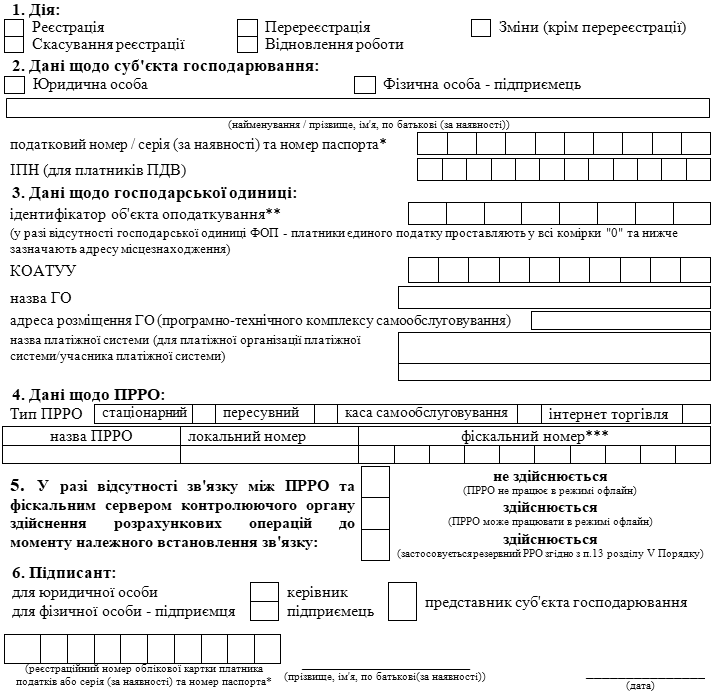 1. Дія:
Реєстрація Перереєстрація Зміни (крім перереєстрації)
Скасування реєстрації Відновлення роботи
2. Дані щодо суб'єкта господарювання:
Юридична особа Фізична особа - підприємець
(найменування / прізвище, ім'я, по батькові (за наявності))
податковий номер / серія (за наявності) та номер паспорта*
ІПН (для платників ПДВ)
3. Дані щодо господарської одиниці:
ідентифікатор об'єкта оподаткування**
(у разі відсутності господарської одиниці ФОП - платники єдиного податку проставляють у всі комірки "0" та нижче
зазначають адресу місцезнаходження)
КОАТУУ
назва ГО
адреса розміщення ГО (програмно-технічного комплексу самообслуговування)
назва платіжної системи (для платіжної організації платіжної
системи/учасника платіжної системи)
4. Дані щодо ПРРО:
Тип ПРРО стаціонарний пересувний каса самообслуговування інтернет торгівля
назва ПРРО локальний номер фіскальний номер***
5. У разі відсутності зв'язку між ПРРО та
фіскальним сервером контролюючого органу
здійснення розрахункових операцій до
моменту належного встановлення зв'язку:
не здійснюється
(ПРРО не працює в режимі офлайн)
здійснюється
(ПРРО може працювати в режимі офлайн)
здійснюється
(застосовується резервний РРО згідно з п.13 розділу V Порядку)
6. Підписант:
для юридичної особи керівник
для фізичної особи - підприємця підприємець представник суб'єкта господарювання
(реєстраційний номер облікової картки платника
податків або серія (за наявності) та номер паспорта*
(прізвище, ім'я, по батькові(за наявності))
(дата)